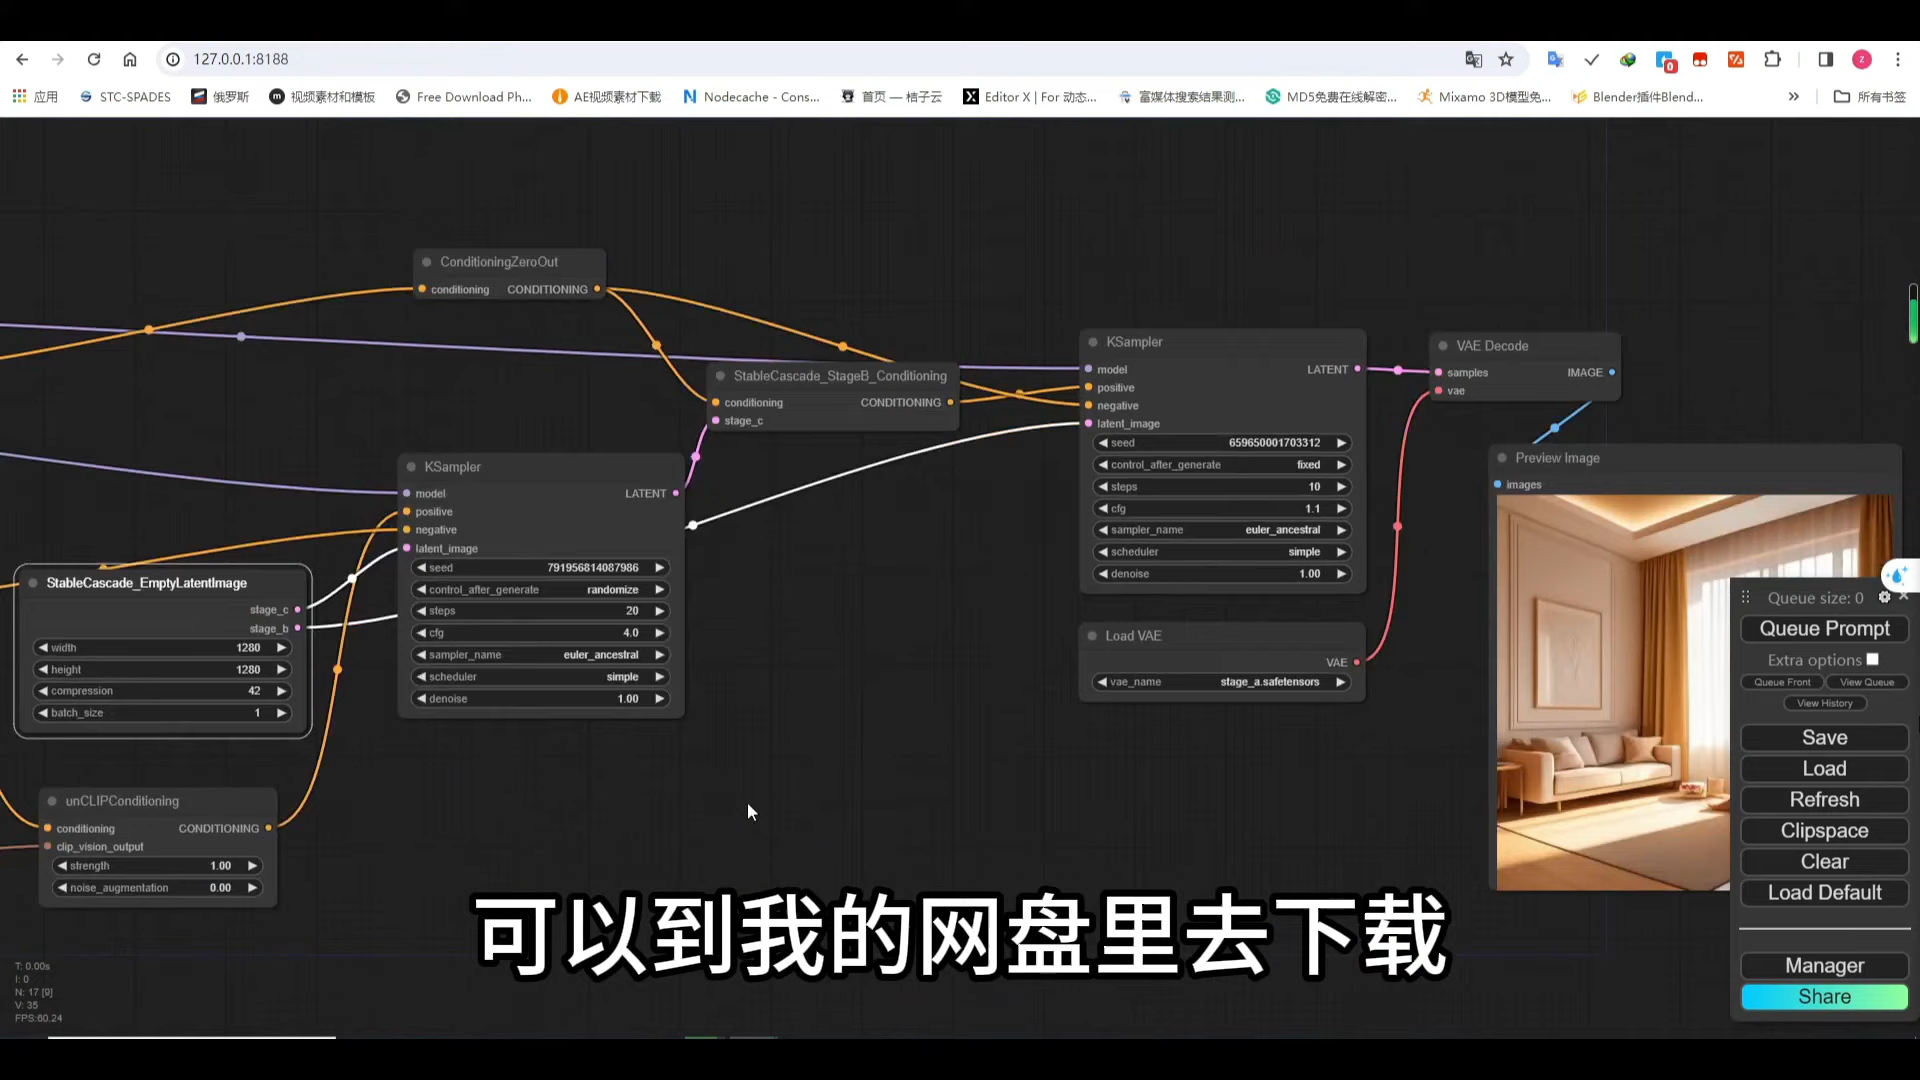 127.0.0.1:8188
应用 STC-SPADES 俄罗斯 视频素材和模板 Free Download Ph... AE视频素材下载 Nodecache - Cons... 首页 — 桔子云 Editor X | For 动态... 富媒体搜索结果测... MD5免费在线解密... Mixamo 3D模型免... Blender插件Blend... » 所有书签
ConditioningZeroOut
conditioning CONDITIONING
StableCascade_StageB_Conditioning
conditioning CONDITIONING
stage_c
KSampler
model LATENT
positive
negative
latent_image
seed 659650001703312
control_after_generate fixed
steps 10
cfg 1.1
sampler_name euler_ancestral
scheduler simple
denoise 1.00
VAE Decode
samples IMAGE
vae
Preview Image
images
KSampler
model LATENT
positive
negative
latent_image
seed 791956814087986
control_after_generate randomize
steps 20
cfg 4.0
sampler_name euler_ancestral
scheduler simple
denoise 1.00
StableCascade_EmptyLatentImage
stage_c
stage_b
width 1280
height 1280
compression 42
batch_size 1
Load VAE
VAE
vae_name stage_a.safetensors
unCLIPConditioning
conditioning CONDITIONING
clip_vision_output
strength 1.00
noise_augmentation 0.00
Queue size: 0
Queue Prompt
Extra options
Queue Front View Queue
View History
Save
Load
Refresh
Clipspace
Clear
Load Default
Manager
Share
可以到我的网盘里去下载
T: 0.00s
I: 0
N: 17 [9]
V: 35
FPS:60.24